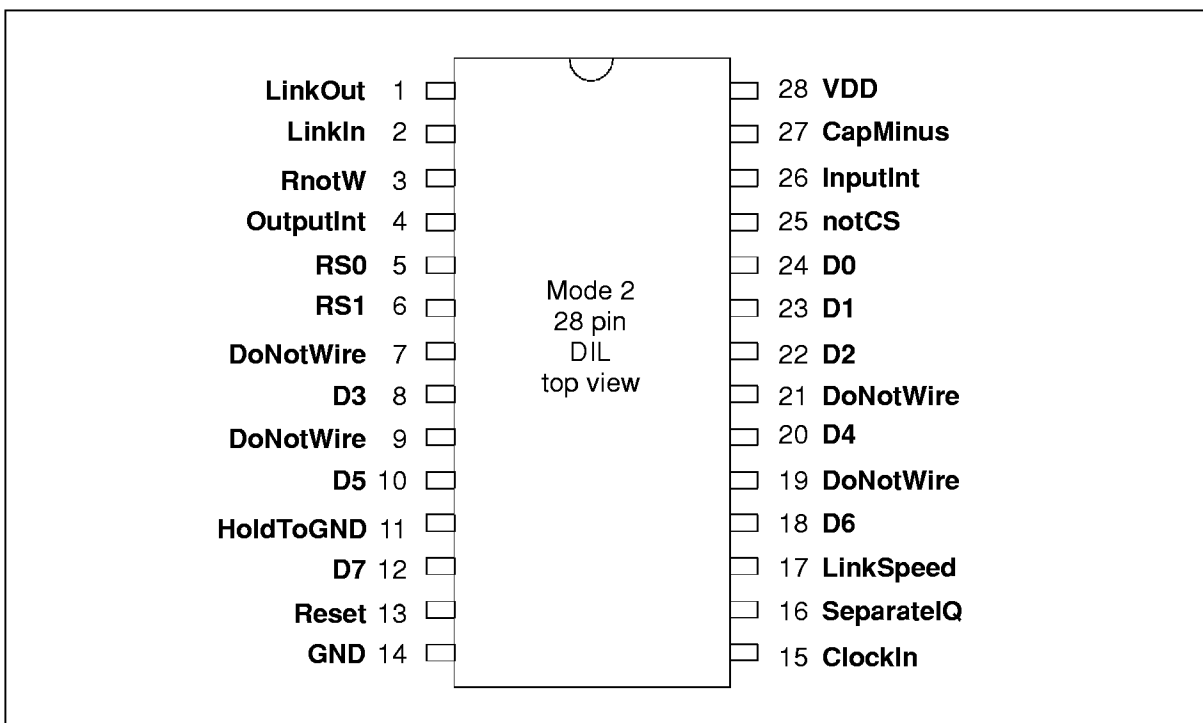 LinkOut 1
LinkIn 2
RnotW 3
OutputInt 4
RS0 5
RS1 6
DoNotWire 7
D3 8
DoNotWire 9
D5 10
HoldToGND 11
D7 12
Reset 13
GND 14
Mode 2
28 pin
DIL
top view
28 VDD
27 CapMinus
26 InputInt
25 notCS
24 D0
23 D1
22 D2
21 DoNotWire
20 D4
19 DoNotWire
18 D6
17 LinkSpeed
16 SeparateIQ
15 ClockIn